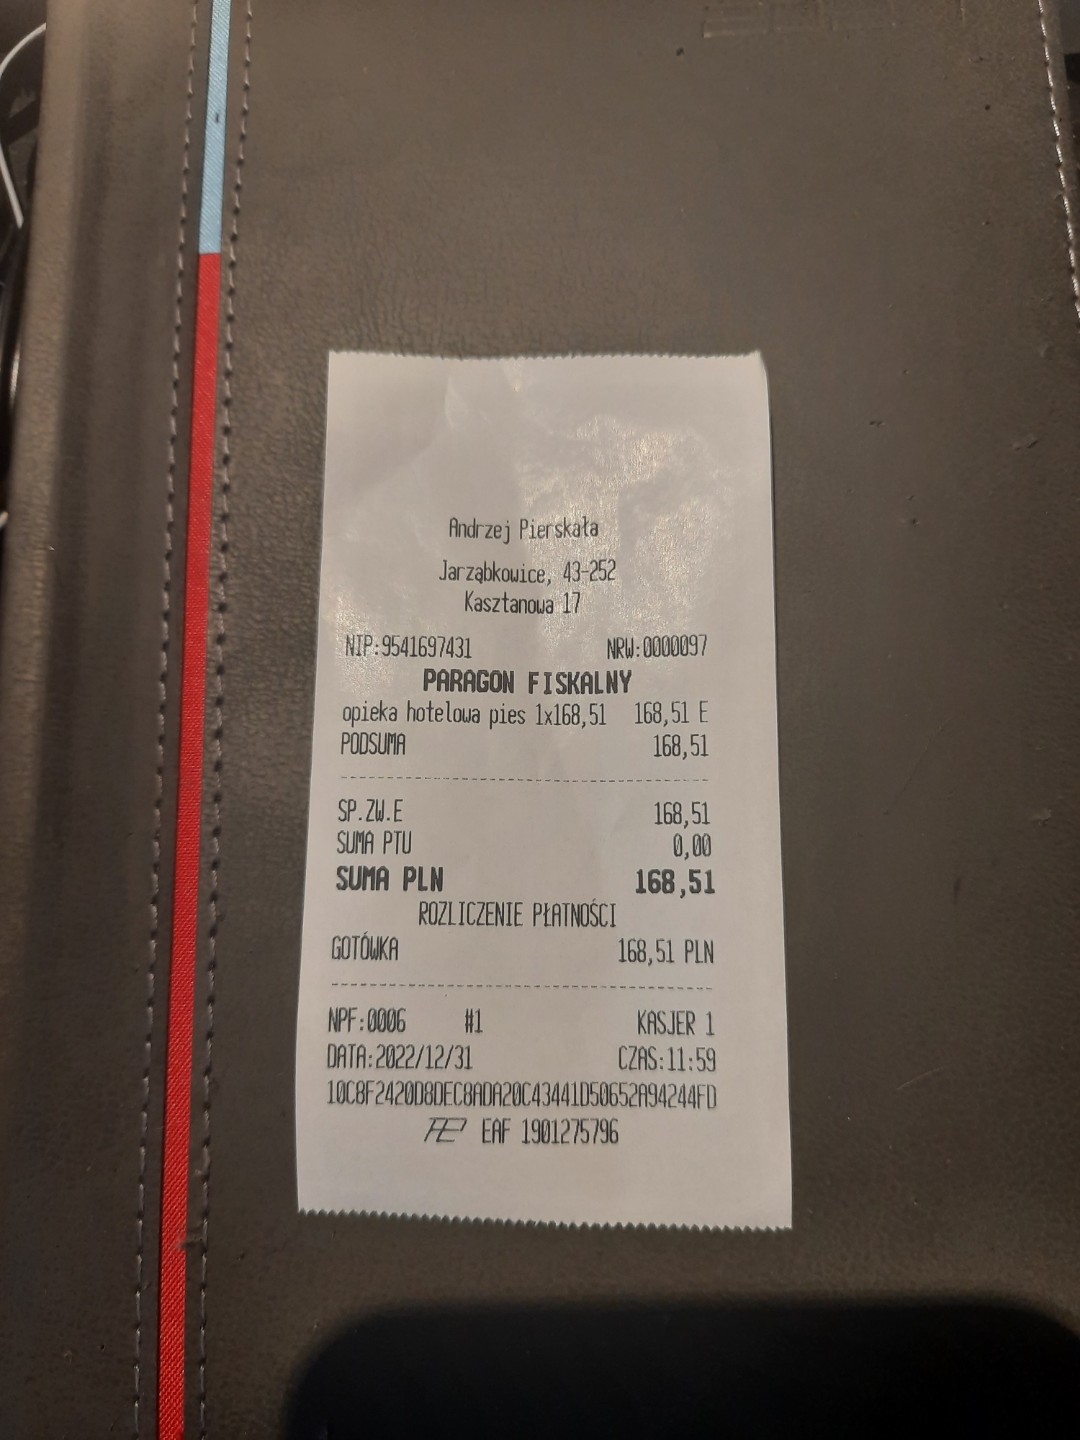 Andrzej Pierskała
Jarząbkowice, 43-252
Kasztanowa 17
NIP:9541697431 NRW:0000097
PARAGON FISKALNY
opieka hotelowa pies 1x168,51 168,51 E
PODSUMA 168,51
SP.ZW.E 168,51
SUMA PTU 0,00
SUMA PLN 168,51
ROZLICZENIE PŁATNOŚCI
GOTÓWKA 168,51 PLN
NPF:0006 #1 KASJER 1
DATA:2022/12/31 CZAS:11:59
10C8F2420D8DEC8ADA20C43441D50652A94244FD
EAF 1901275796